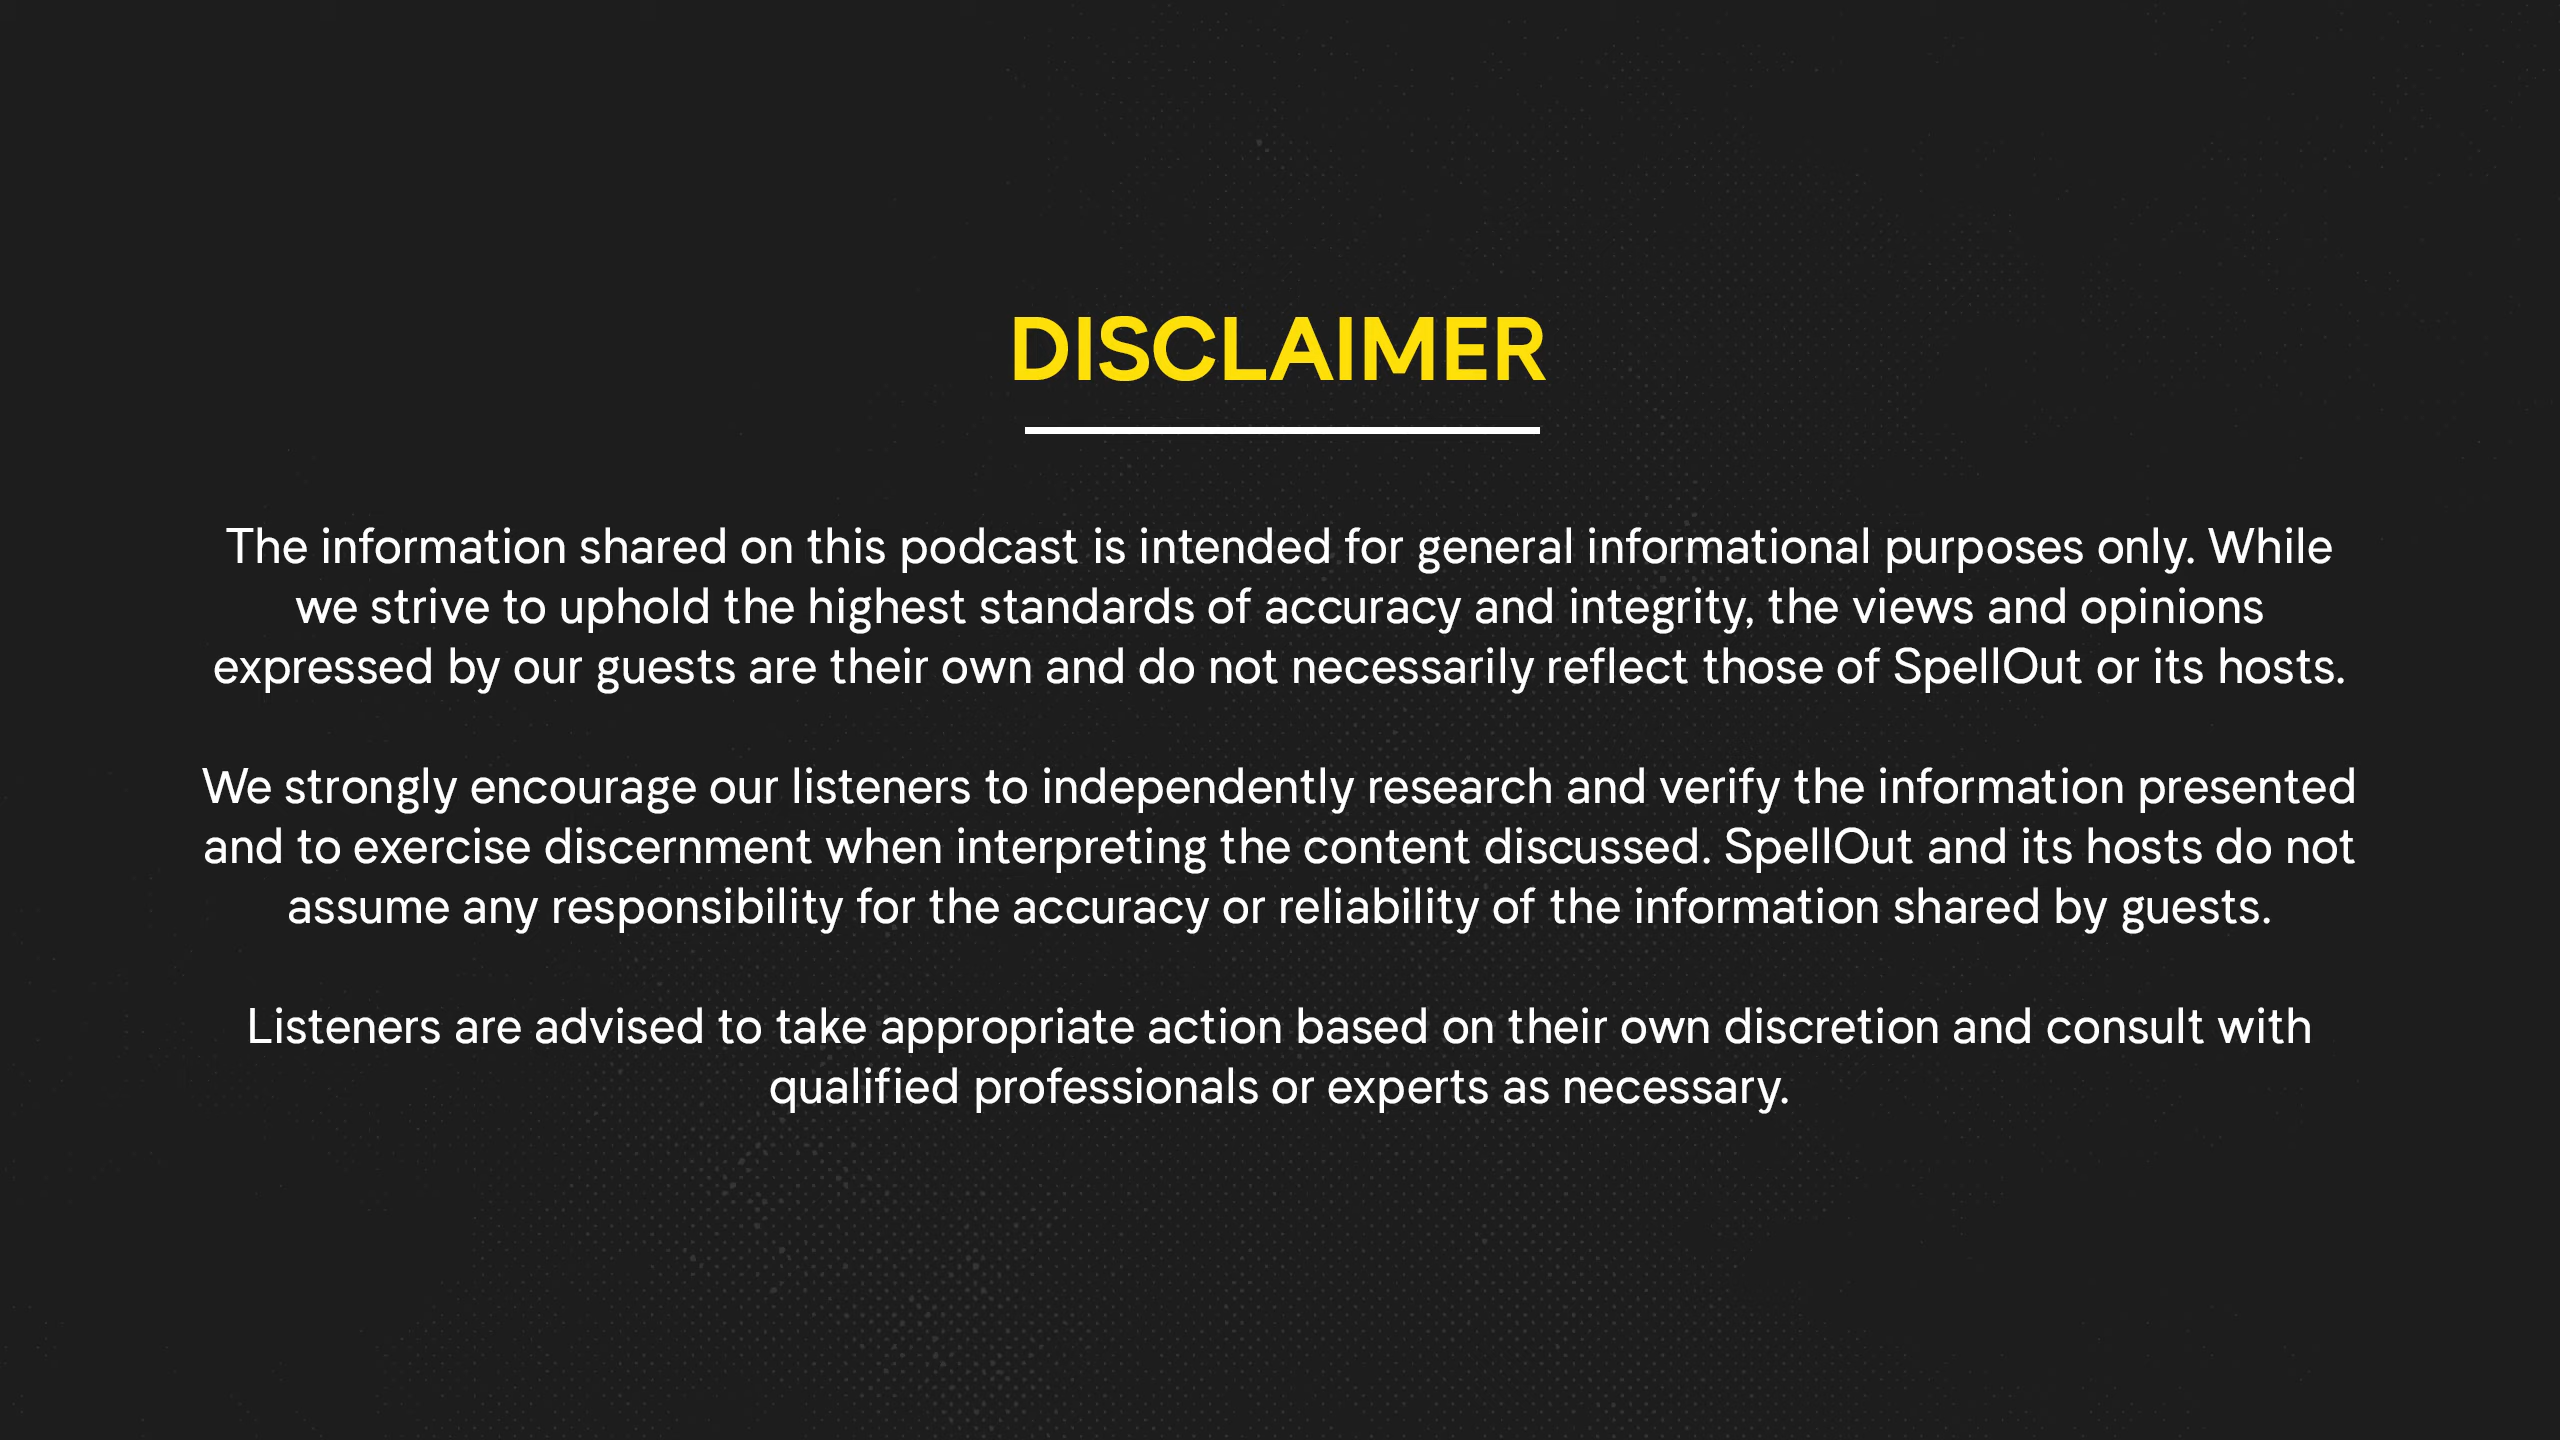 DISCLAIMER
The information shared on this podcast is intended for general informational purposes only. While
we strive to uphold the highest standards of accuracy and integrity, the views and opinions
expressed by our guests are their own and do not necessarily reflect those of SpellOut or its hosts.
We strongly encourage our listeners to independently research and verify the information presented
and to exercise discernment when interpreting the content discussed. SpellOut and its hosts do not
assume any responsibility for the accuracy or reliability of the information shared by guests.
Listeners are advised to take appropriate action based on their own discretion and consult with
qualified professionals or experts as necessary.